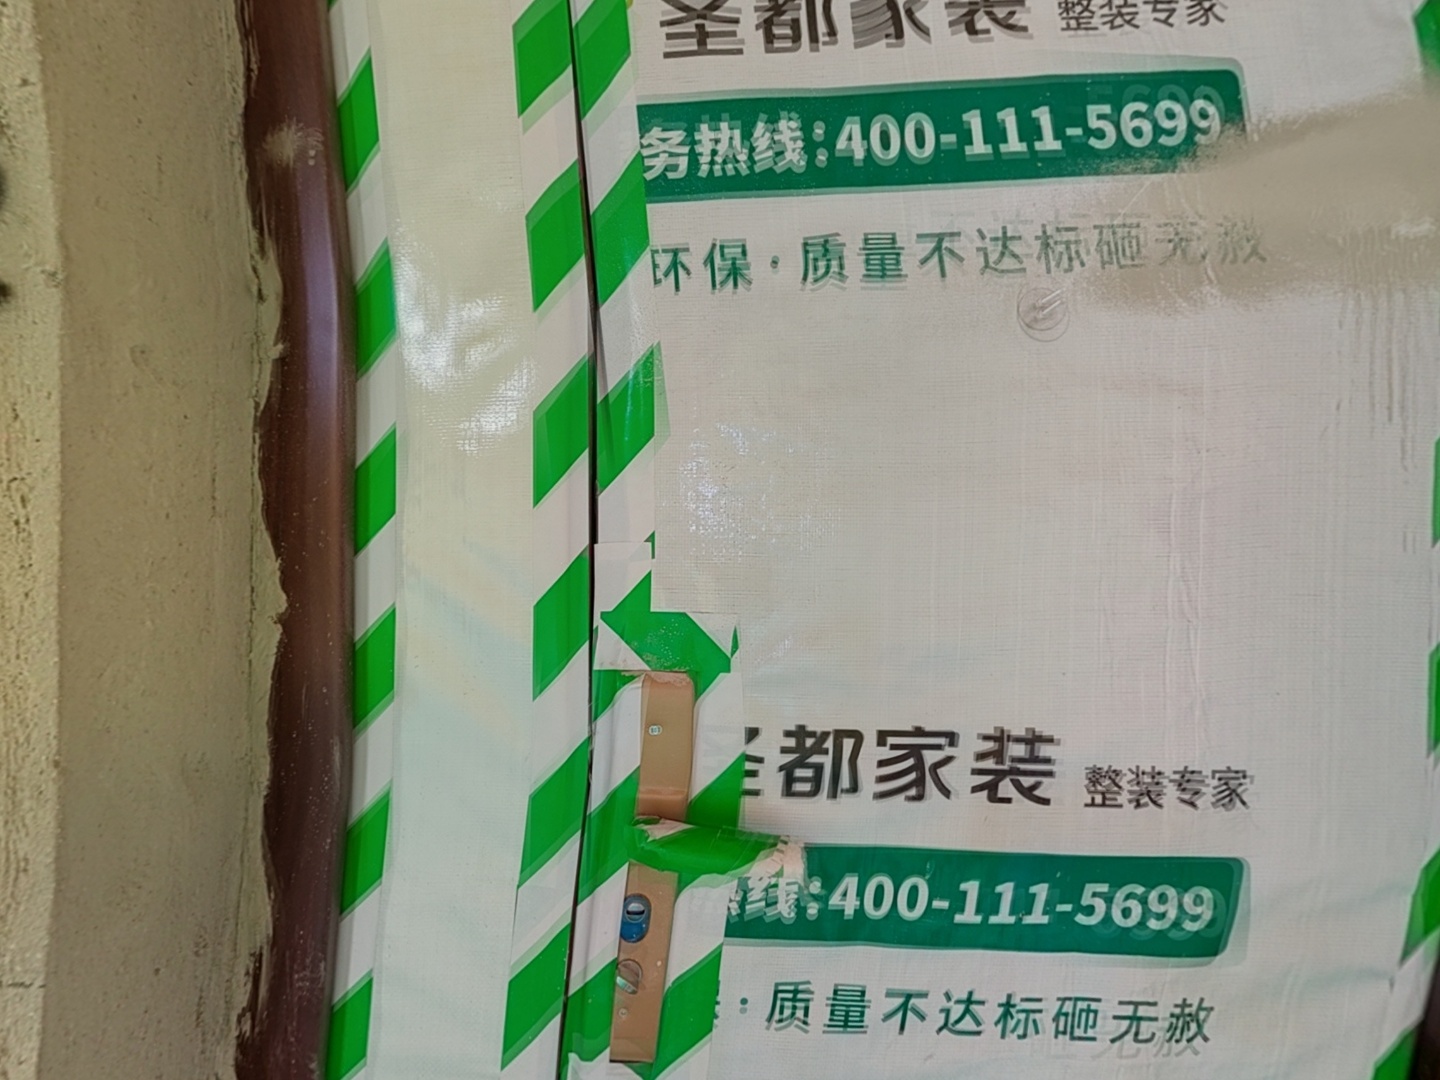 圣都家装 整装专家
务热线:400-111-5699
环保·质量不达标砸无赦
圣都家装 整装专家
热线:400-111-5699
·质量不达标砸无赦